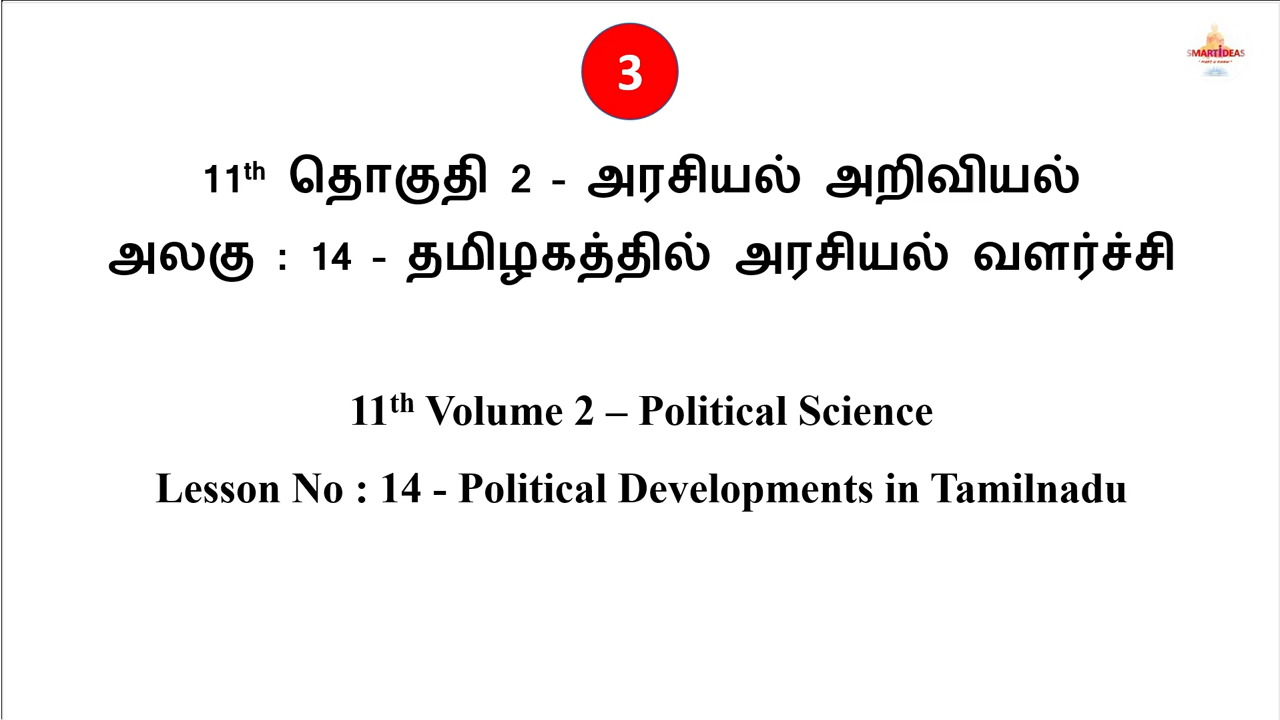 3
SMARTIDEAS
11th தொகுதி 2 - அரசியல் அறிவியல்
அலகு : 14 - தமிழகத்தில் அரசியல் வளர்ச்சி
11th Volume 2 – Political Science
Lesson No : 14 - Political Developments in Tamilnadu